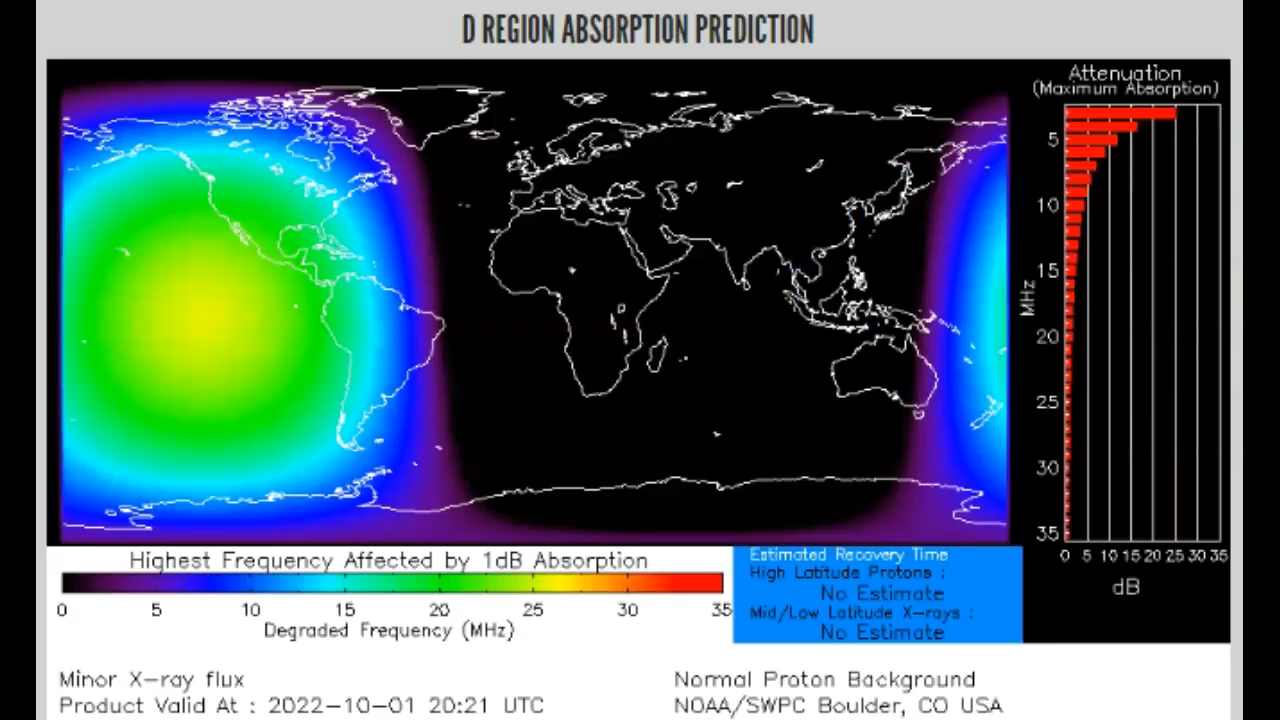 D REGION ABSORPTION PREDICTION
Attenuation
(Maximum Absorption)
5
10
15
20
25
30
35
MHz
0 5 10 15 20 25 30 35
dB
Highest Frequency Affected by 1dB Absorption
0 5 10 15 20 25 30 35
Degraded Frequency (MHz)
Estimated Recovery Time
High Latitude Protons :
No Estimate
Mid/Low Latitude X-rays :
No Estimate
Minor X-ray flux
Normal Proton Background
Product Valid At : 2022-10-01 20:21 UTC
NOAA/SWPC Boulder, CO USA